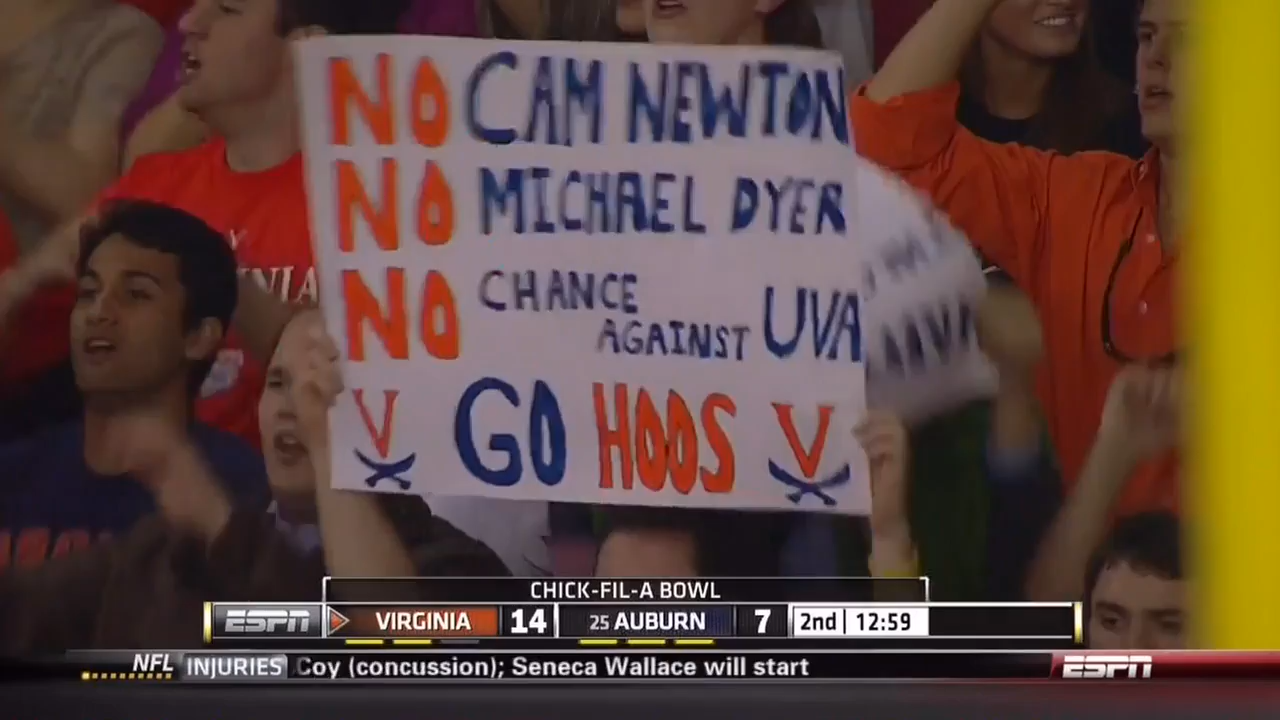 NO CAM NEWTON
NO MICHAEL DYER
NO CHANCE AGAINST UVA
V GO HOOS V
CHICK-FIL-A BOWL
ESPN VIRGINIA 14 25 AUBURN 7 2nd 12:59
NFL INJURIES Coy (concussion); Seneca Wallace will start ESPN